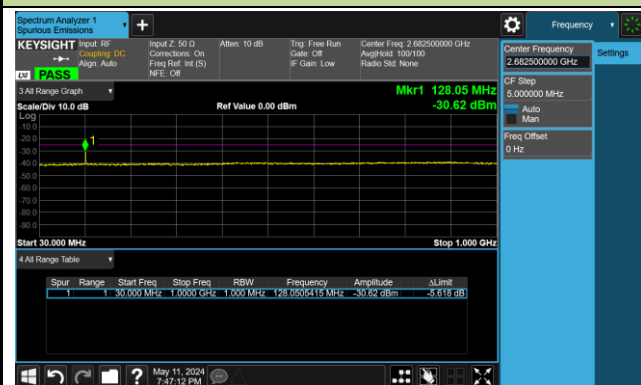 Spectrum Analyzer 1
Spurious Emissions
Frequency
KEYSIGHT
Input: RF
Coupling: DC
Align: Auto
Input Z: 50 Ω
Corrections: On
Freq Ref: Int (S)
NFE: Off
Atten: 10 dB
Trig: Free Run
Gate: Off
IF Gain: Low
Center Freq: 2.682500000 GHz
Avg|Hold: 100/100
Radio Std: None
LXI
PASS
Center Frequency
2.682500000 GHz
Settings
CF Step
5.000000 MHz
Auto
Man
Freq Offset
0 Hz
3 All Range Graph
Mkr1 128.05 MHz
Scale/Div 10.0 dB
Ref Value 0.00 dBm
-30.62 dBm
Log
-10.0
-20.0
-30.0
-40.0
-50.0
-60.0
-70.0
-80.0
-90.0
1
Start 30.000 MHz
Stop 1.000 GHz
4 All Range Table
Spur Range Start Freq Stop Freq RBW Frequency Amplitude ΔLimit
1 1 30.000 MHz 1.0000 GHz 1.000 MHz 128.0505415 MHz -30.62 dBm -5.618 dB
May 11, 2024
7:47:12 PM